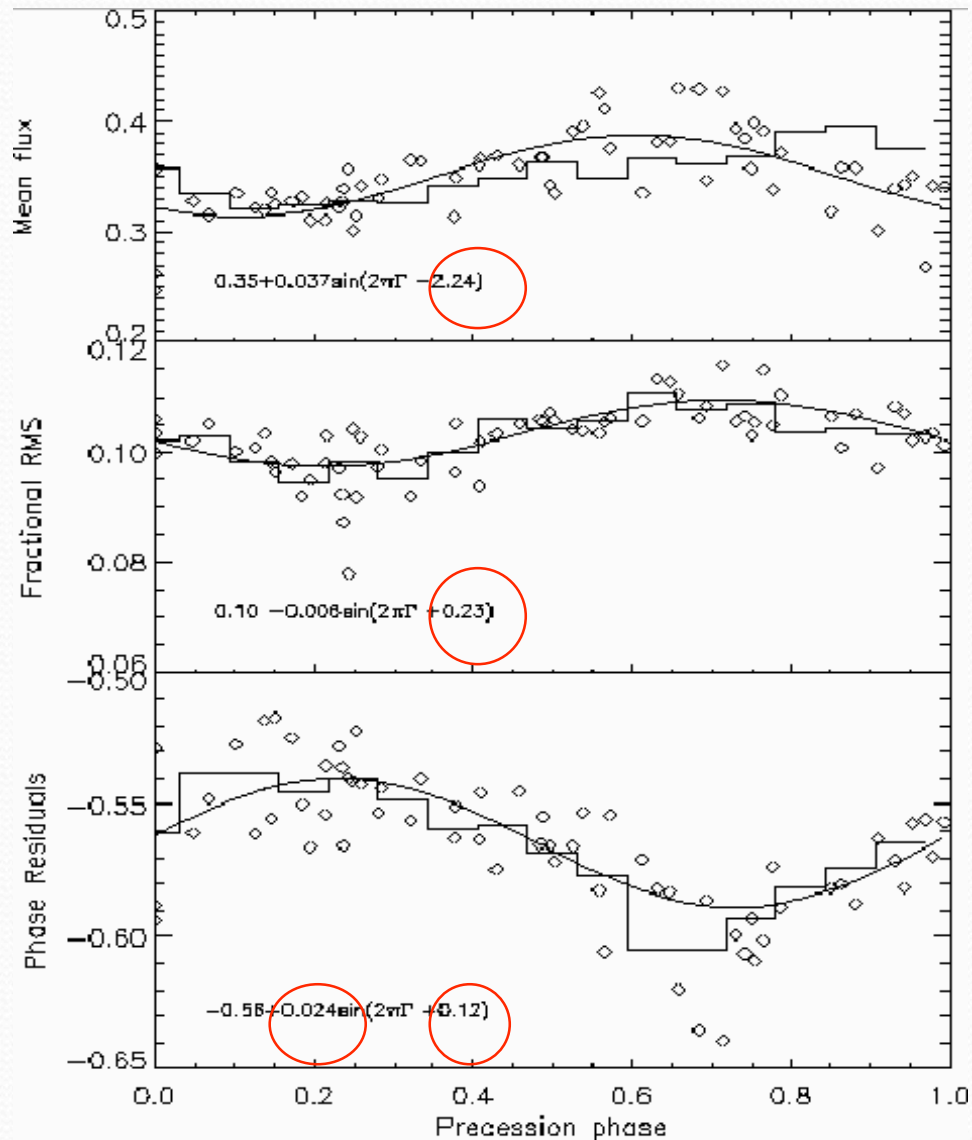 0.5
0.4
0.3
0.2
Mean flux
0.35+0.037sin(2πΓ -2.24)
0.12
0.10
0.08
0.06
Fractional RMS
0.10 -0.006sin(2πΓ +0.23)
-0.50
-0.55
-0.60
-0.65
Phase Residuals
-0.56+0.024sin(2πΓ +0.12)
0.0 0.2 0.4 0.6 0.8 1.0
Precession phase